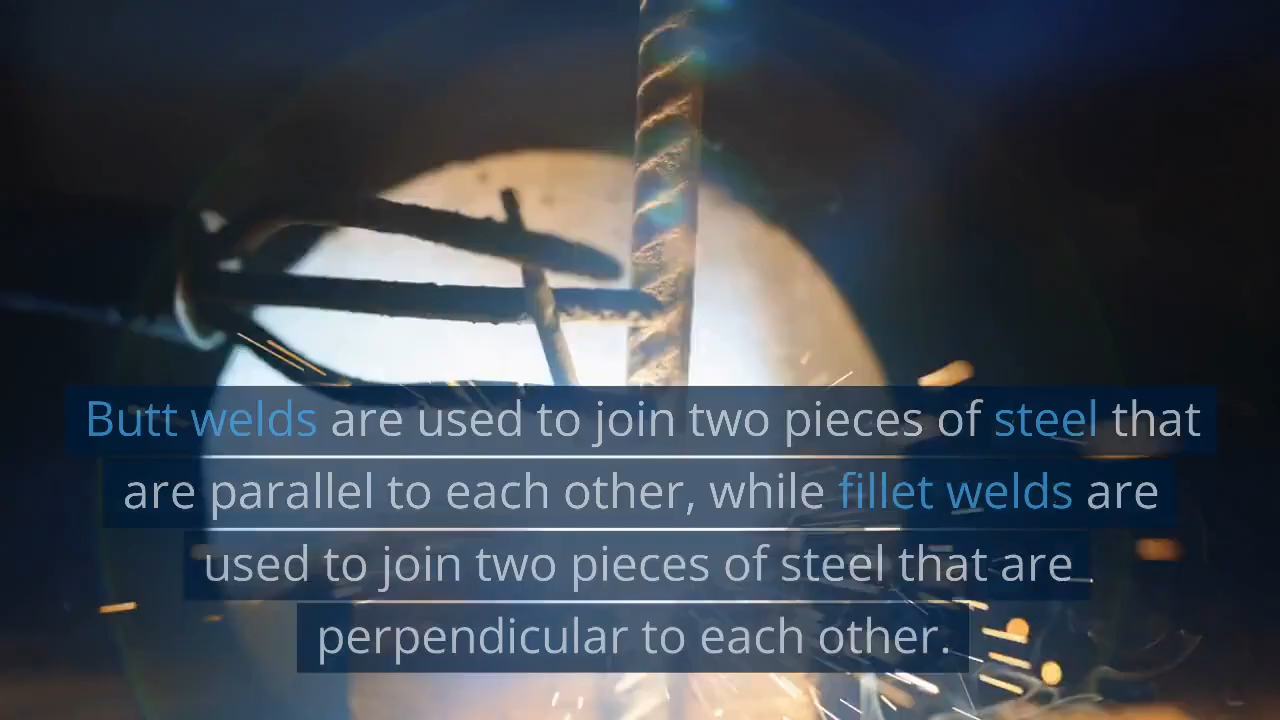 Butt welds are used to join two pieces of steel that
are parallel to each other, while fillet welds are
used to join two pieces of steel that are
perpendicular to each other.